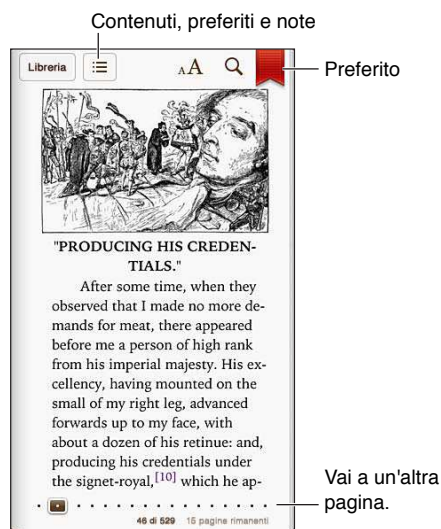 Contenuti, preferiti e note
Libreria
AA
Preferito
"PRODUCING HIS CREDEN-
TIALS."
After some time, when they
observed that I made no more de-
mands for meat, there appeared
before me a person of high rank
from his imperial majesty. His ex-
cellency, having mounted on the
small of my right leg, advanced
forwards up to my face, with
about a dozen of his retinue: and,
producing his credentials under
the signet-royal,[10] which he ap-
Vai a un'altra
pagina.
46 di 529 15 pagine rimanenti